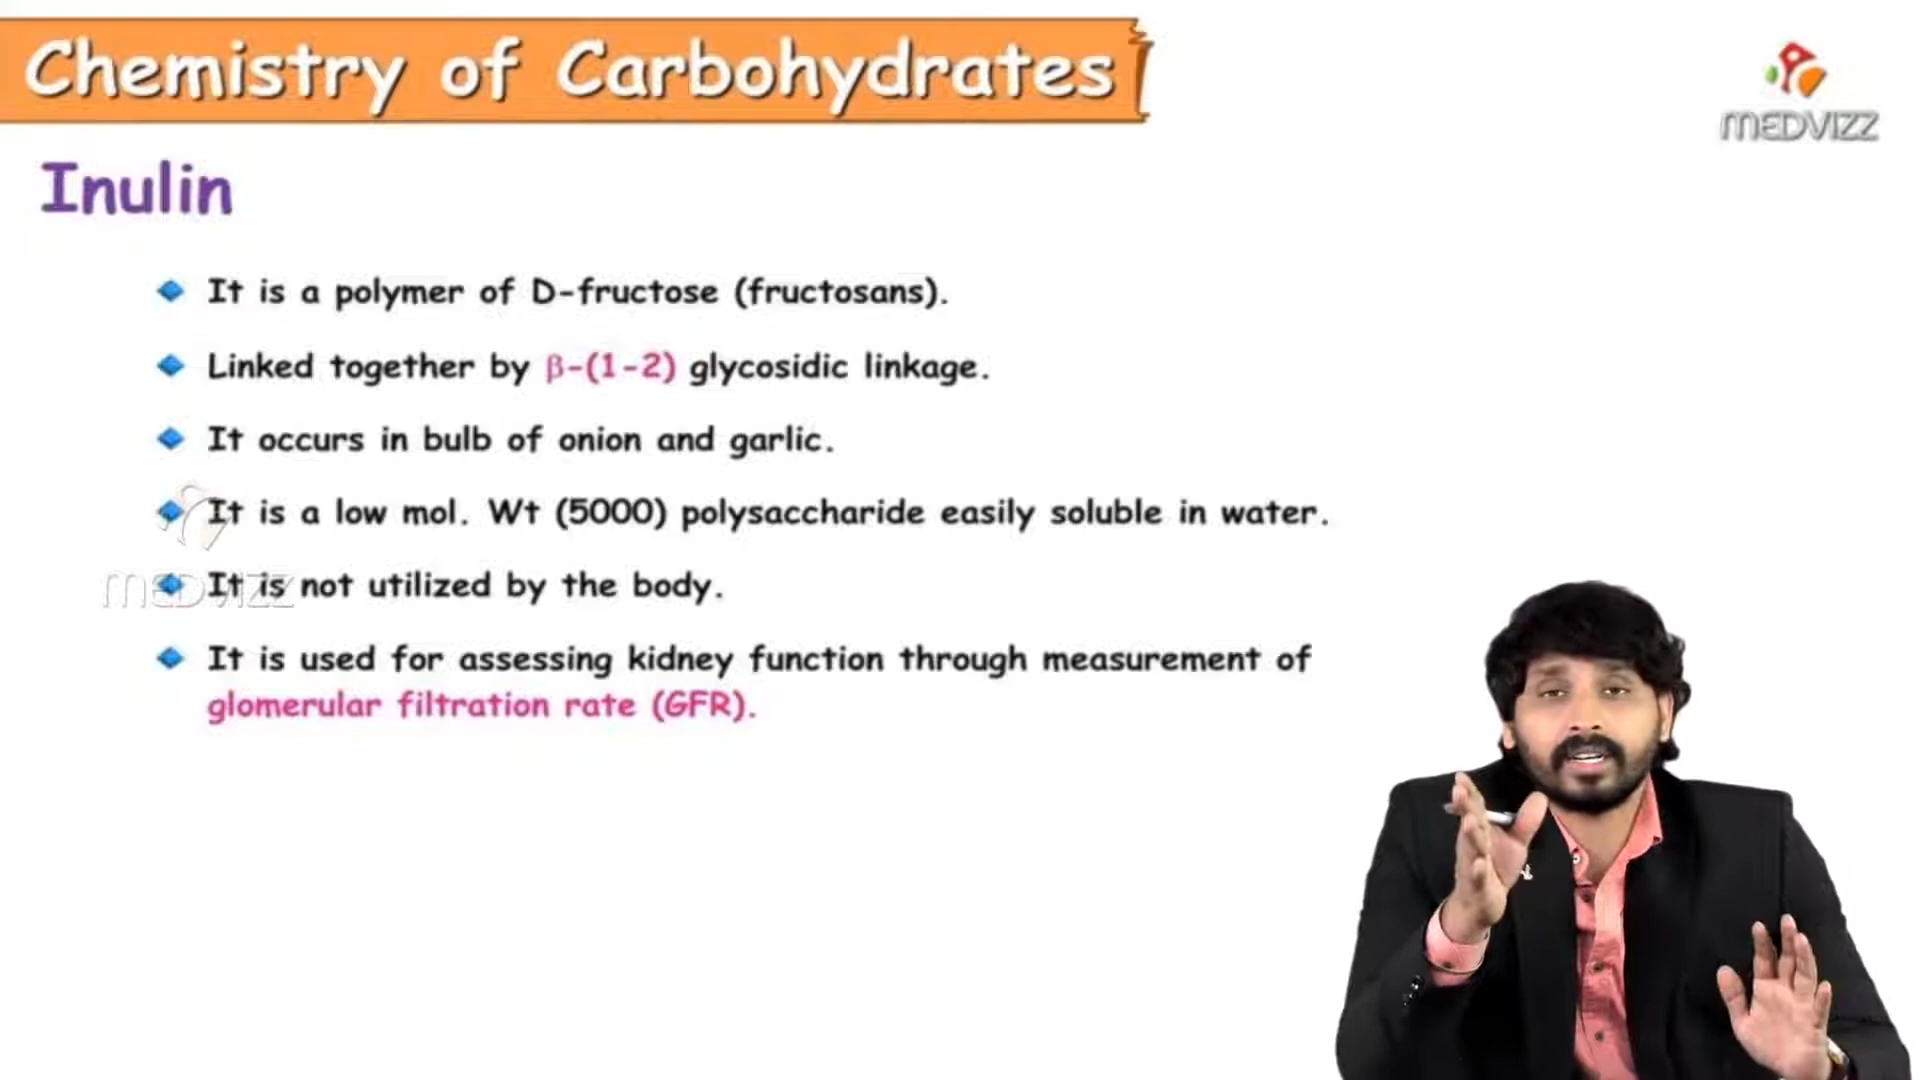 Chemistry of Carbohydrates
MEDVIZZ
Inulin
It is a polymer of D-fructose (fructosans).
Linked together by β-(1-2) glycosidic linkage.
It occurs in bulb of onion and garlic.
It is a low mol. Wt (5000) polysaccharide easily soluble in water.
It is not utilized by the body.
MEDVIZZ
It is used for assessing kidney function through measurement of
glomerular filtration rate (GFR).